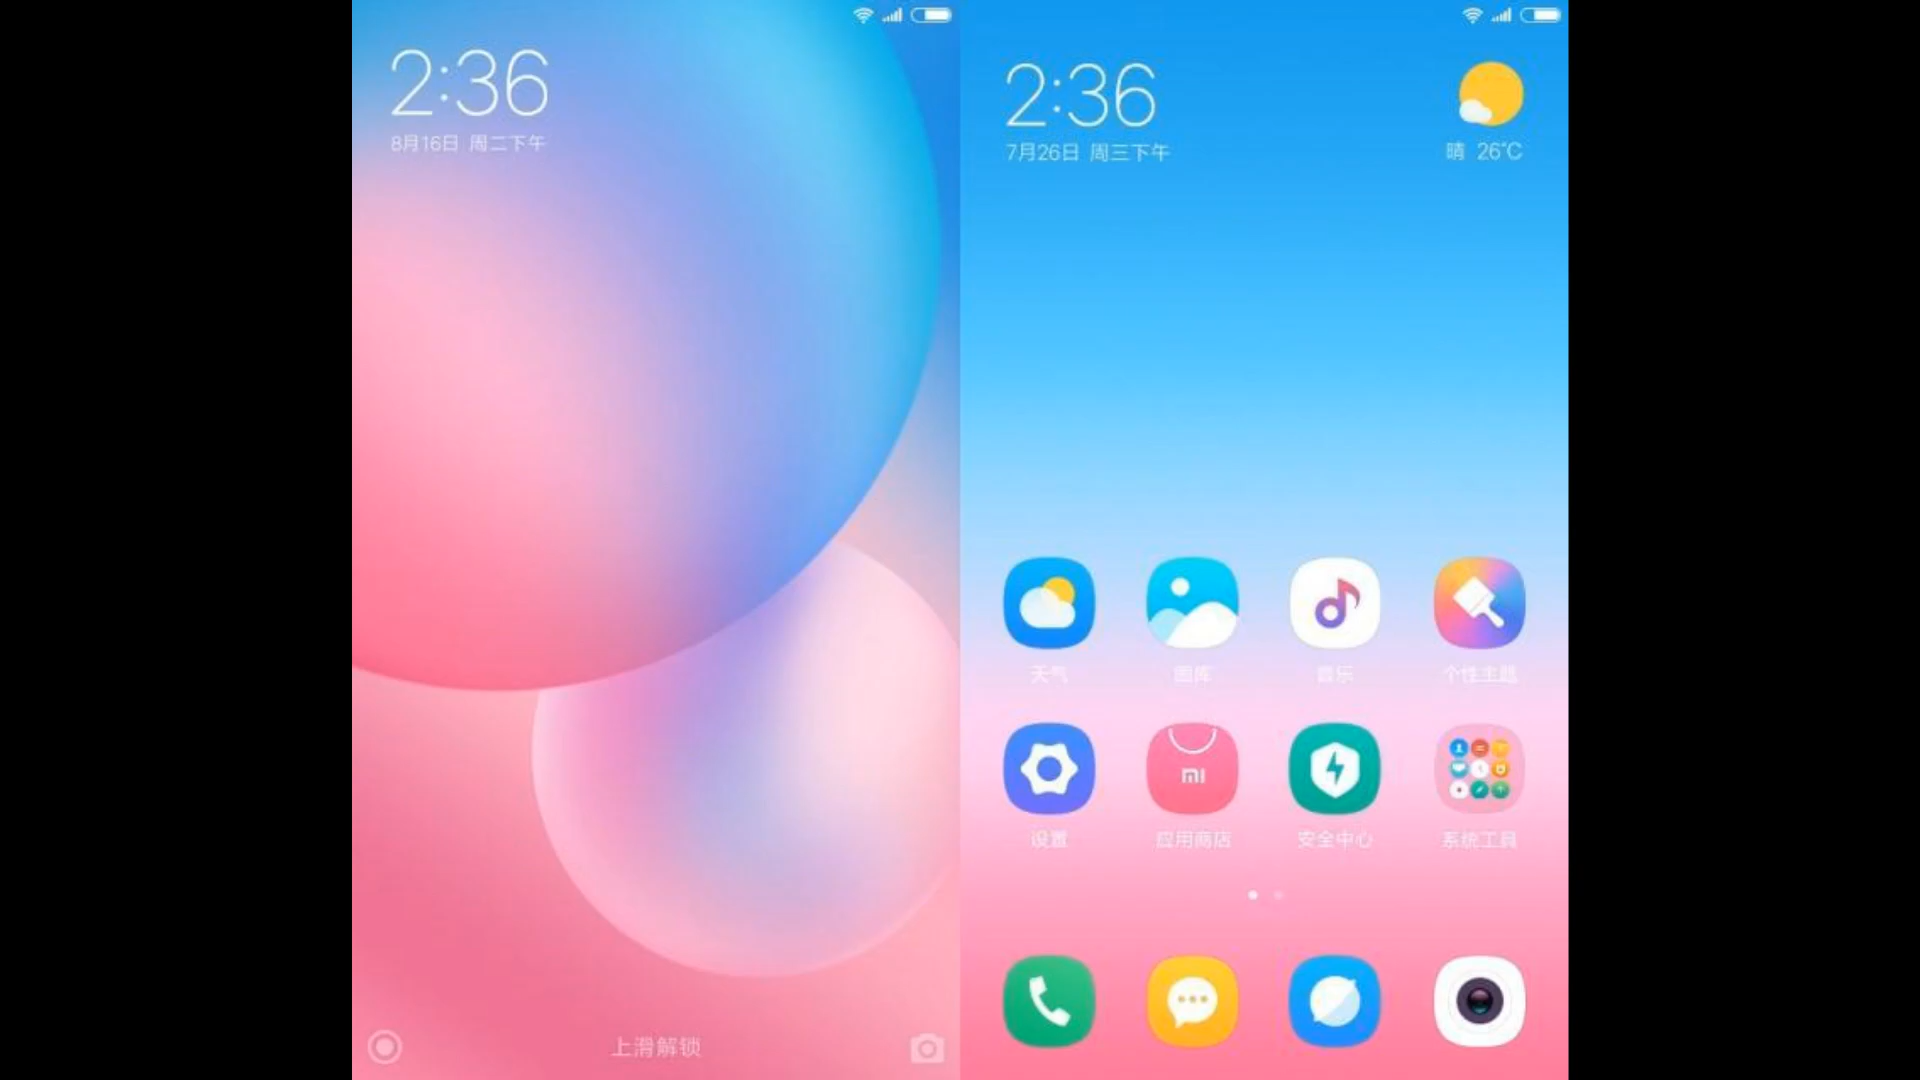 2:36
8月16日 周二下午
上滑解锁
2:36
7月26日 周三下午
晴 26°C
天气
图库
音乐
个性主题
mi
设置
应用商店
安全中心
系统工具